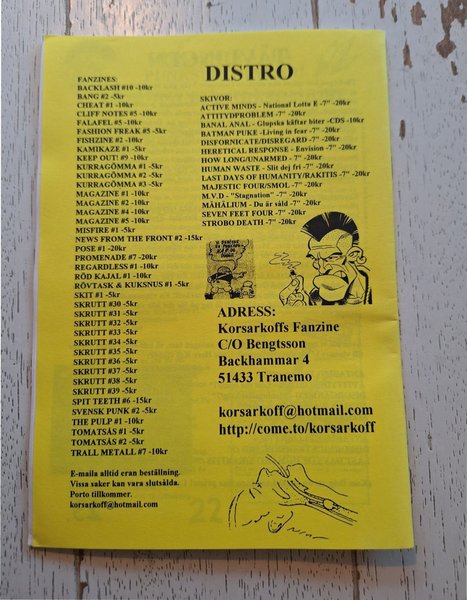 DISTRO
FANZINES:
BACKLASH #10 -10kr
BANG #2 -5kr
CHEAT #1 -10kr
CLIFF NOTES #5 -10kr
FALAFEL #5 -10kr
FASHION FREAK #5 -5kr
FISHZINE #2 -10kr
KAMIKAZE #1 -5kr
KEEP OUT! #9 -10kr
KURRAGÖMMA #1 -5kr
KURRAGÖMMA #2 -5kr
KURRAGÖMMA #3 -5kr
MAGAZINE #1 -10kr
MAGAZINE #2 -10kr
MAGAZINE #4 -10kr
MAGAZINE #5 -10kr
MISFIRE #1 -5kr
NEWS FROM THE FRONT #2 -15kr
POSE #1 -20kr
PROMENADE #7 -20kr
REGARDLESS #1 -10kr
RÖD KAJAL #1 -10kr
RÖVTASK & KUKSNUS #1 -5kr
SKIT #1 -5kr
SKRUTT #30 -5kr
SKRUTT #31 -5kr
SKRUTT #32 -5kr
SKRUTT #33 -5kr
SKRUTT #34 -5kr
SKRUTT #35 -5kr
SKRUTT #36 -5kr
SKRUTT #37 -5kr
SKRUTT #38 -5kr
SKRUTT #39 -5kr
SPIT TEETH #6 -15kr
SVENSK PUNK #2 -5kr
THE PULP #1 -10kr
TOMATSÅS #1 -5kr
TOMATSÅS #2 -5kr
TRALL METALL #7 -10kr
E-maila alltid eran beställning.
Vissa saker kan vara slutsålda.
Porto tillkommer.
korsarkoff@hotmail.com
SKIVOR:
ACTIVE MINDS - National Lotta E -7" -20kr
ATTITYDPROBLEM -7" -20kr
BANAL ANAL - Glupska käftar biter -CDS -10kr
BATMAN PUKE -Living in fear -7" -20kr
DISFORNICATE/DISREGARD -7" -20kr
HERETICAL RESPONSE - Envision -7" -20kr
HOW LONG/UNARMED - 7" -20kr
HUMAN WASTE - Slit dej fri -7" -20kr
LAST DAYS OF HUMANITY/RAKITIS -7" -20kr
MAJESTIC FOUR/SMOL -7" -20kr
M.V.D - "Stagnation" -7" -20kr
MÄHÄLIUM - Du är såld -7" -20kr
SEVEN FEET FOUR -7" -20kr
STROBO DEATH -7" -20kr
ADRESS:
Korsarkoffs Fanzine
C/O Bengtsson
Backhammar 4
51433 Tranemo
korsarkoff@hotmail.com
http://come.to/korsarkoff